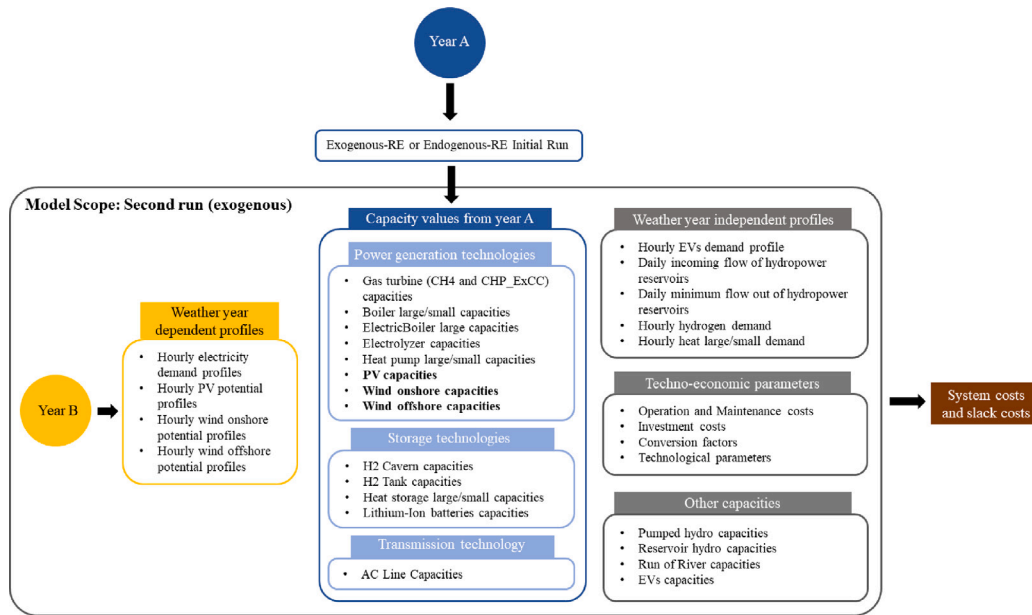 Year A
Exogenous-RE or Endogenous-RE Initial Run
Model Scope: Second run (exogenous)
Year B
Weather year
dependent profiles
• Hourly electricity
demand profiles
• Hourly PV potential
profiles
• Hourly wind onshore
potential profiles
• Hourly wind offshore
potential profiles
Capacity values from year A
Power generation technologies
• Gas turbine (CH4 and CHP_ExCC)
capacities
• Boiler large/small capacities
• ElectricBoiler large capacities
• Electrolyzer capacities
• Heat pump large/small capacities
• PV capacities
• Wind onshore capacities
• Wind offshore capacities
Storage technologies
• H2 Cavern capacities
• H2 Tank capacities
• Heat storage large/small capacities
• Lithium-Ion batteries capacities
Transmission technology
• AC Line Capacities
Weather year independent profiles
• Hourly EVs demand profile
• Daily incoming flow of hydropower
reservoirs
• Daily minimum flow out of hydropower
reservoirs
• Hourly hydrogen demand
• Hourly heat large/small demand
Techno-economic parameters
• Operation and Maintenance costs
• Investment costs
• Conversion factors
• Technological parameters
Other capacities
• Pumped hydro capacities
• Reservoir hydro capacities
• Run of River capacities
• EVs capacities
System costs
and slack costs